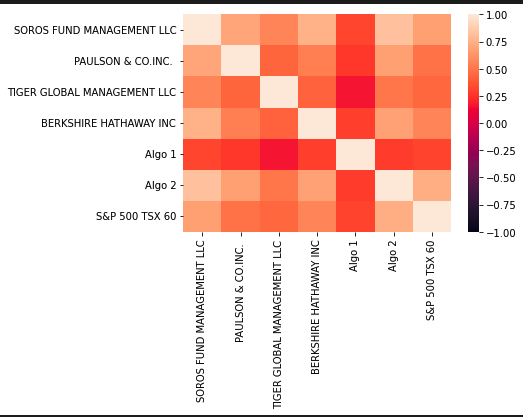 SOROS FUND MANAGEMENT LLC
PAULSON & CO.INC.
TIGER GLOBAL MANAGEMENT LLC
BERKSHIRE HATHAWAY INC
Algo 1
Algo 2
S&P 500 TSX 60
SOROS FUND MANAGEMENT LLC
PAULSON & CO.INC.
TIGER GLOBAL MANAGEMENT LLC
BERKSHIRE HATHAWAY INC
Algo 1
Algo 2
S&P 500 TSX 60
1.00
0.75
0.50
0.25
0.00
−0.25
−0.50
−0.75
−1.00